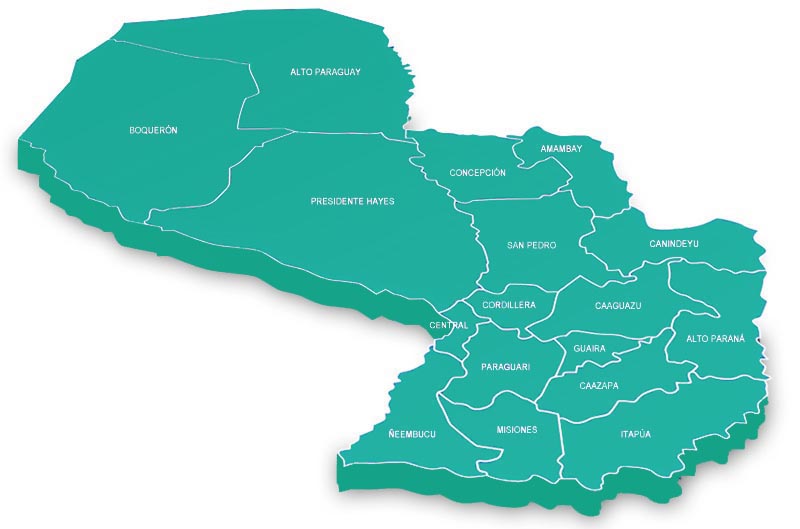 ALTO PARAGUAY
BOQUERÓN
AMAMBAY
CONCEPCIÓN
PRESIDENTE HAYES
SAN PEDRO
CANINDEYU
CORDILLERA
CAAGUAZU
CENTRAL
ALTO PARANÁ
GUAIRA
PARAGUARI
CAAZAPA
ÑEEMBUCU
MISIONES
ITAPÚA